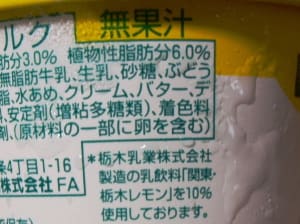 ルク
無果汁
肪分3.0% 植物性脂肪分6.0%
無脂肪牛乳、生乳、砂糖、ぶどう
脂、水あめ、クリーム、バター、デ
、安定剤(増粘多糖類)、着色料
剤、(原材料の一部に卵を含む)
条4丁目1-16
株式会社 FA
*栃木乳業株式会社
製造の乳飲料「関東・
栃木レモン」を10%
使用しております。